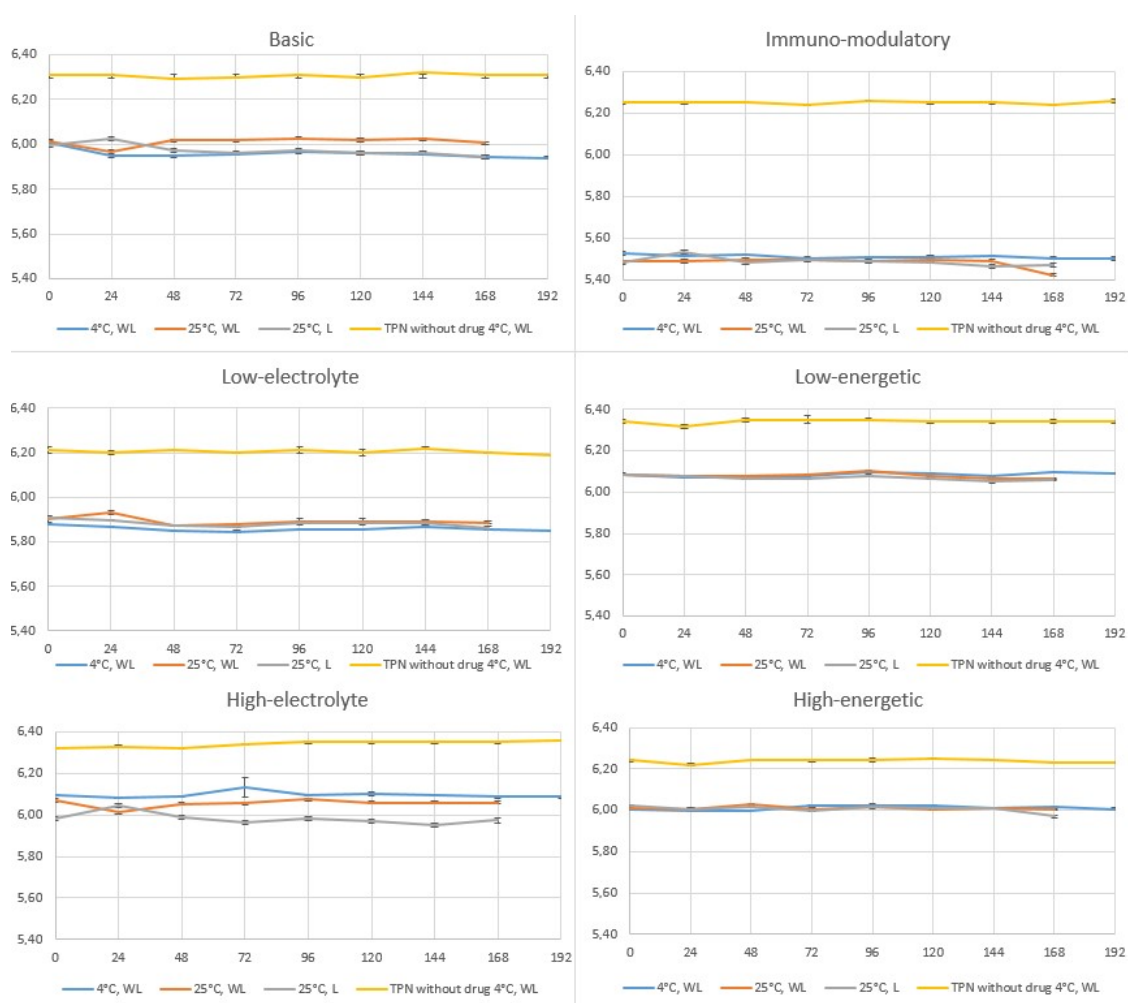 Basic
6,40
6,20
6,00
5,80
5,60
5,40
0 24 48 72 96 120 144 168 192
4°C, WL 25°C, WL 25°C, L TPN without drug 4°C, WL
Immuno-modulatory
6,40
6,20
6,00
5,80
5,60
5,40
0 24 48 72 96 120 144 168 192
4°C, WL 25°C, WL 25°C, L TPN without drug 4°C, WL
Low-electrolyte
6,40
6,20
6,00
5,80
5,60
5,40
0 24 48 72 96 120 144 168 192
4°C, WL 25°C, WL 25°C, L TPN without drug 4°C, WL
Low-energetic
6,40
6,20
6,00
5,80
5,60
5,40
0 24 48 72 96 120 144 168 192
4°C, WL 25°C, WL 25°C, L TPN without drug 4°C, WL
High-electrolyte
6,40
6,20
6,00
5,80
5,60
5,40
0 24 48 72 96 120 144 168 192
4°C, WL 25°C, WL 25°C, L TPN without drug 4°C, WL
High-energetic
6,40
6,20
6,00
5,80
5,60
5,40
0 24 48 72 96 120 144 168 192
4°C, WL 25°C, WL 25°C, L TPN without drug 4°C, WL